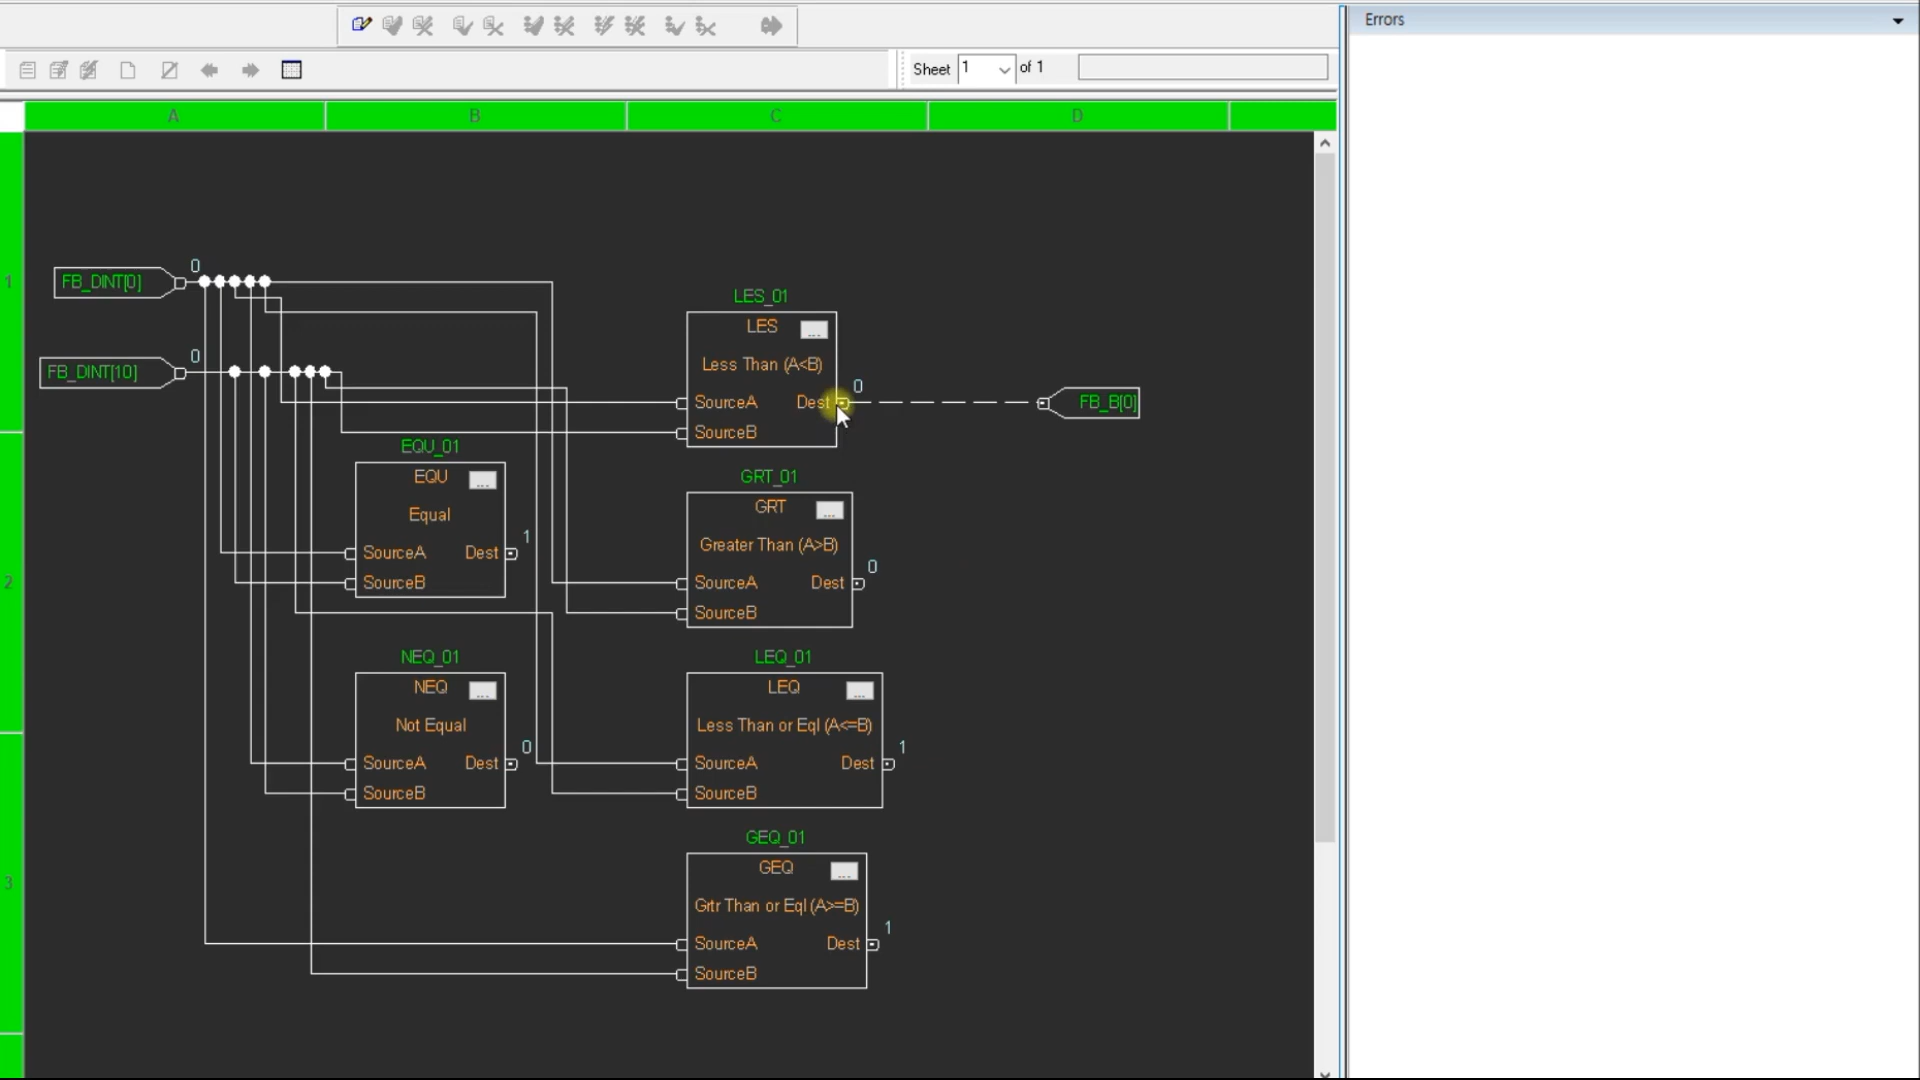 Errors
Sheet 1 of 1
A B C D
1
0
FB_DINT[0]
LES_01
LES
...
Less Than (A<B)
0
FB_DINT[10]
0
SourceA Dest
FB_B[0]
SourceB
EQU_01
EQU
...
Equal
1
SourceA Dest
SourceB
GRT_01
GRT
...
Greater Than (A>B)
0
2
SourceA Dest
SourceB
NEQ_01
NEQ
...
Not Equal
0
SourceA Dest
SourceB
LEQ_01
LEQ
...
Less Than or Eql (A<=B)
1
SourceA Dest
SourceB
GEQ_01
GEQ
...
3
Grtr Than or Eql (A>=B)
1
SourceA Dest
SourceB